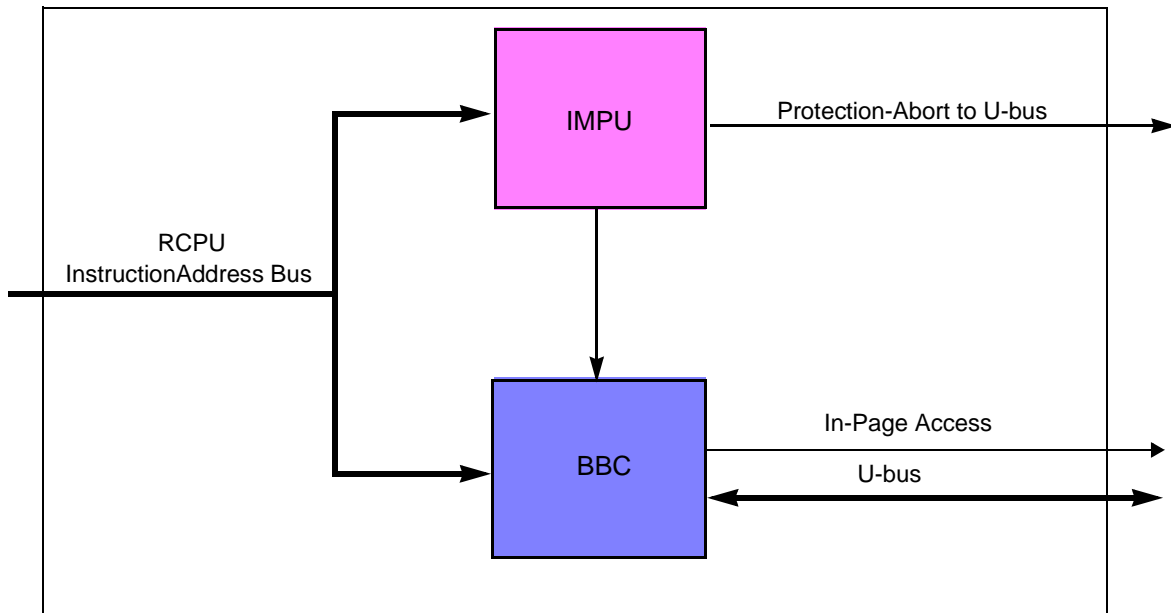 IMPU
Protection-Abort to U-bus
RCPU
InstructionAddress Bus
BBC
In-Page Access
U-bus